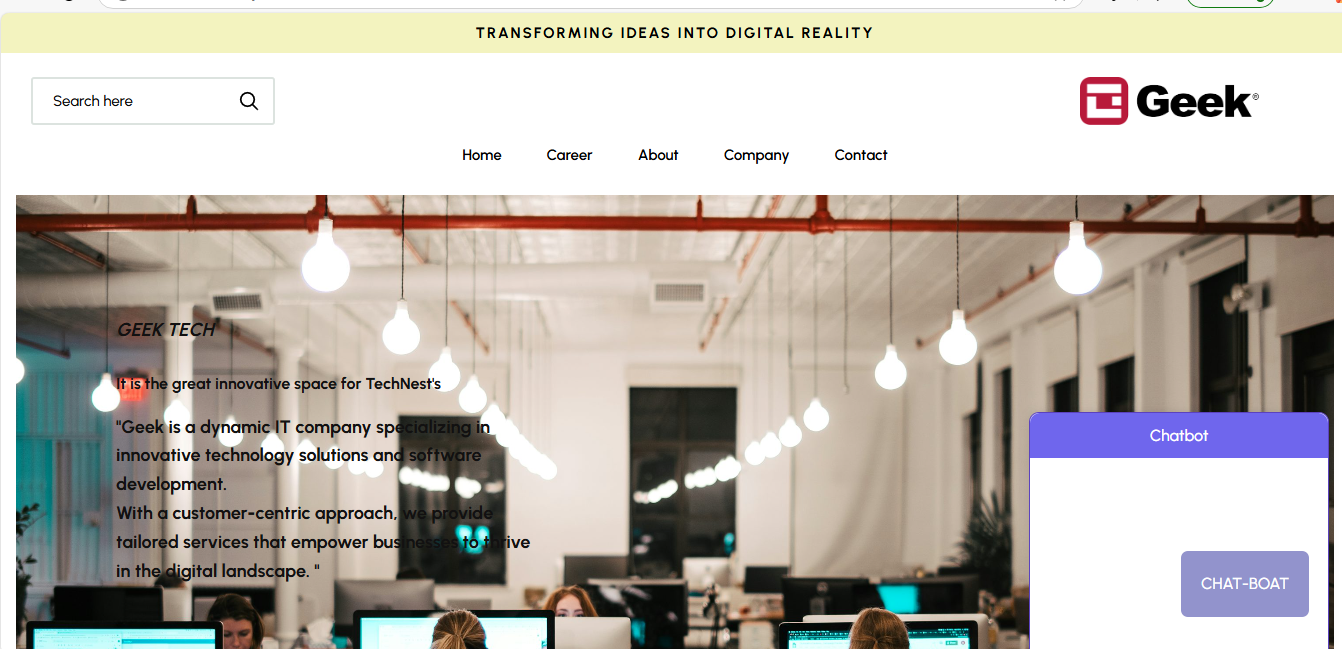 TRANSFORMING IDEAS INTO DIGITAL REALITY
Search here
Geek®
Home Career About Company Contact
GEEK TECH
It is the great innovative space for TechNest's
"Geek is a dynamic IT company specializing in
innovative technology solutions and software
development.
With a customer-centric approach, we provide
tailored services that empower businesses to thrive
in the digital landscape. "
Chatbot
CHAT-BOAT